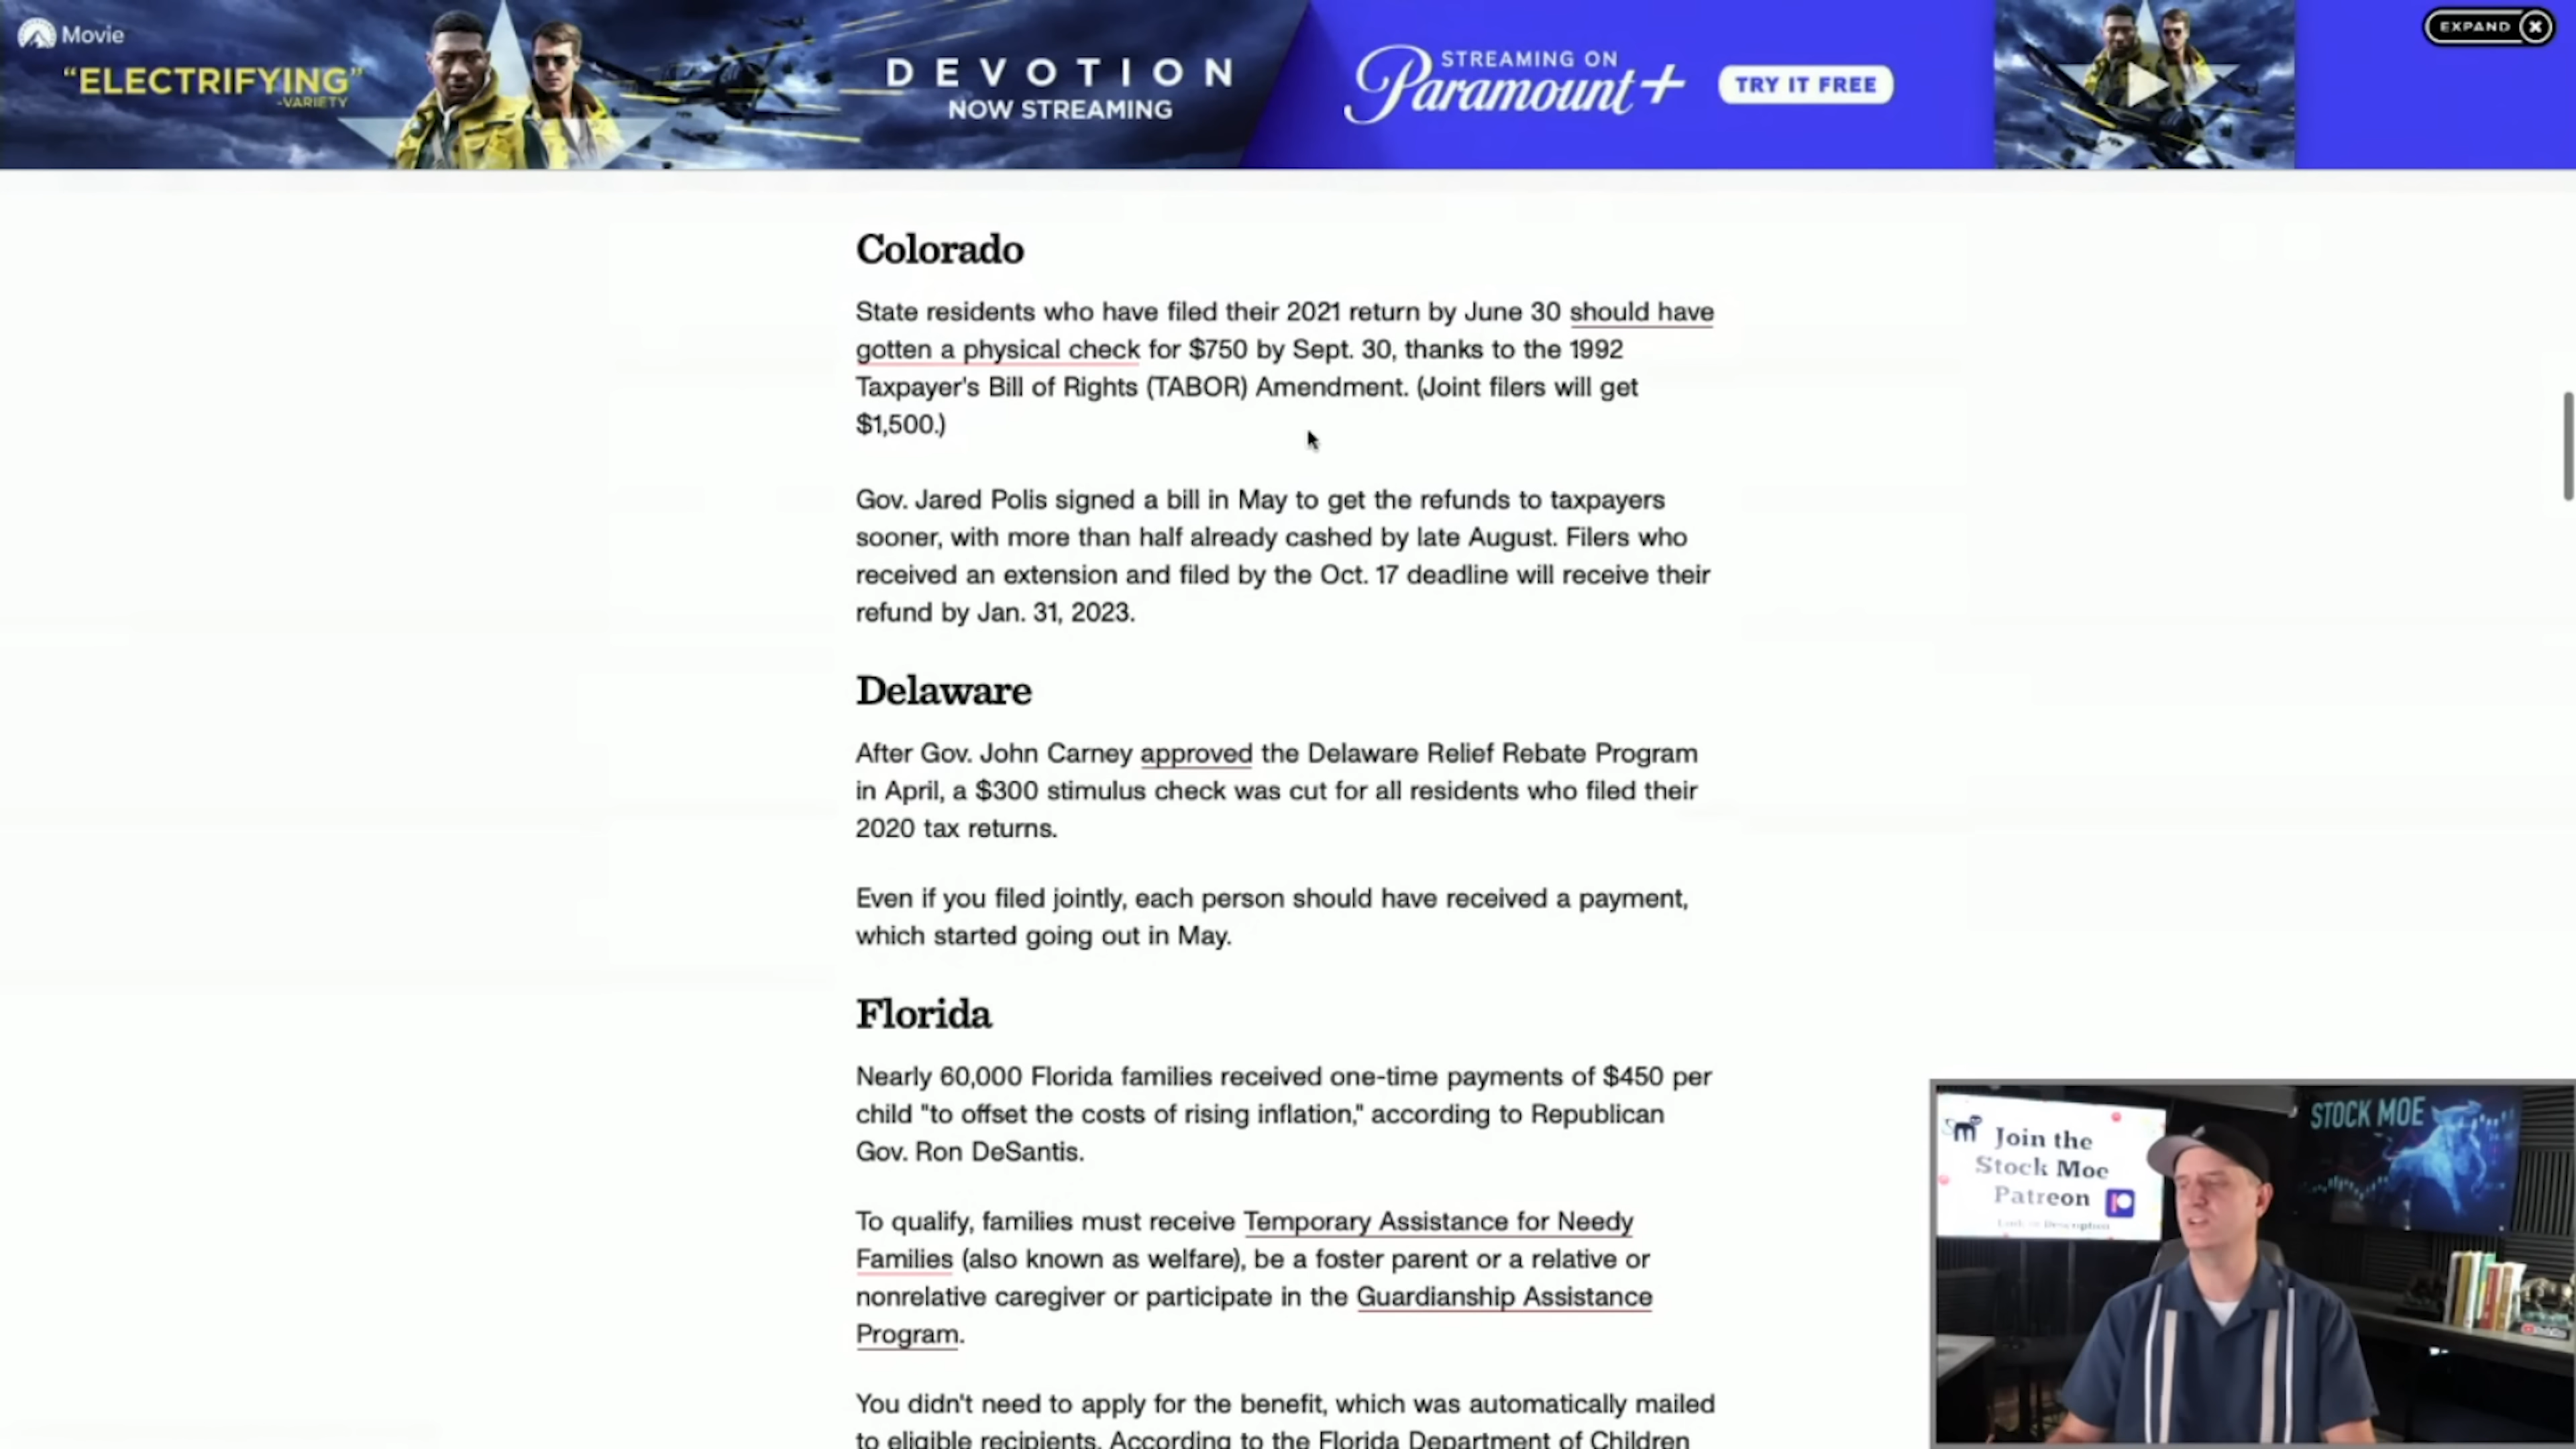 Movie
"ELECTRIFYING"
-VARIETY
DEVOTION
NOW STREAMING
STREAMING ON
Paramount+
TRY IT FREE
EXPAND
Colorado
State residents who have filed their 2021 return by June 30 should have
gotten a physical check for $750 by Sept. 30, thanks to the 1992
Taxpayer's Bill of Rights (TABOR) Amendment. (Joint filers will get
$1,500.)
Gov. Jared Polis signed a bill in May to get the refunds to taxpayers
sooner, with more than half already cashed by late August. Filers who
received an extension and filed by the Oct. 17 deadline will receive their
refund by Jan. 31, 2023.
Delaware
After Gov. John Carney approved the Delaware Relief Rebate Program
in April, a $300 stimulus check was cut for all residents who filed their
2020 tax returns.
Even if you filed jointly, each person should have received a payment,
which started going out in May.
Florida
Nearly 60,000 Florida families received one-time payments of $450 per
child "to offset the costs of rising inflation," according to Republican
Gov. Ron DeSantis.
To qualify, families must receive Temporary Assistance for Needy
Families (also known as welfare), be a foster parent or a relative or
nonrelative caregiver or participate in the Guardianship Assistance
Program.
You didn't need to apply for the benefit, which was automatically mailed
to eligible recipients. According to the Florida Department of Children
Join the
Stock Moe
Patreon
Link in Description
STOCK MOE